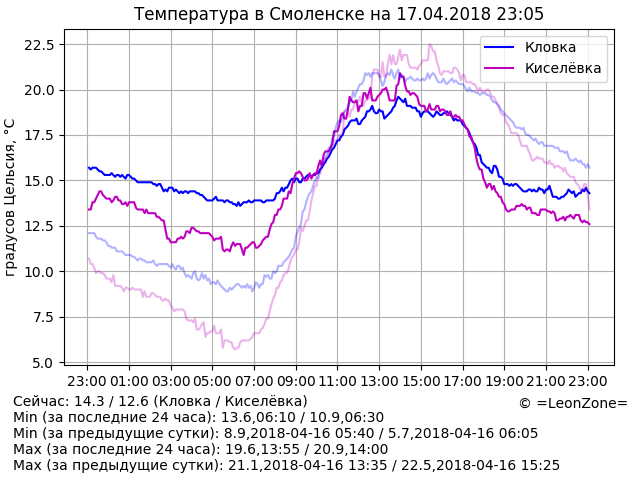 Температура в Смоленске на 17.04.2018 23:05
Кловка
Киселёвка
градусов Цельсия, °C
22.5
20.0
17.5
15.0
12.5
10.0
7.5
5.0
23:00 01:00 03:00 05:00 07:00 09:00 11:00 13:00 15:00 17:00 19:00 21:00 23:00
Сейчас: 14.3 / 12.6 (Кловка / Киселёвка)
© =LeonZone=
Min (за последние 24 часа): 13.6,06:10 / 10.9,06:30
Min (за предыдущие сутки): 8.9,2018-04-16 05:40 / 5.7,2018-04-16 06:05
Max (за последние 24 часа): 19.6,13:55 / 20.9,14:00
Max (за предыдущие сутки): 21.1,2018-04-16 13:35 / 22.5,2018-04-16 15:25